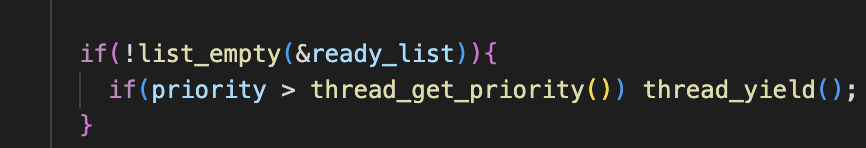 if(!list_empty(&ready_list)){
if(priority > thread_get_priority()) thread_yield();
}